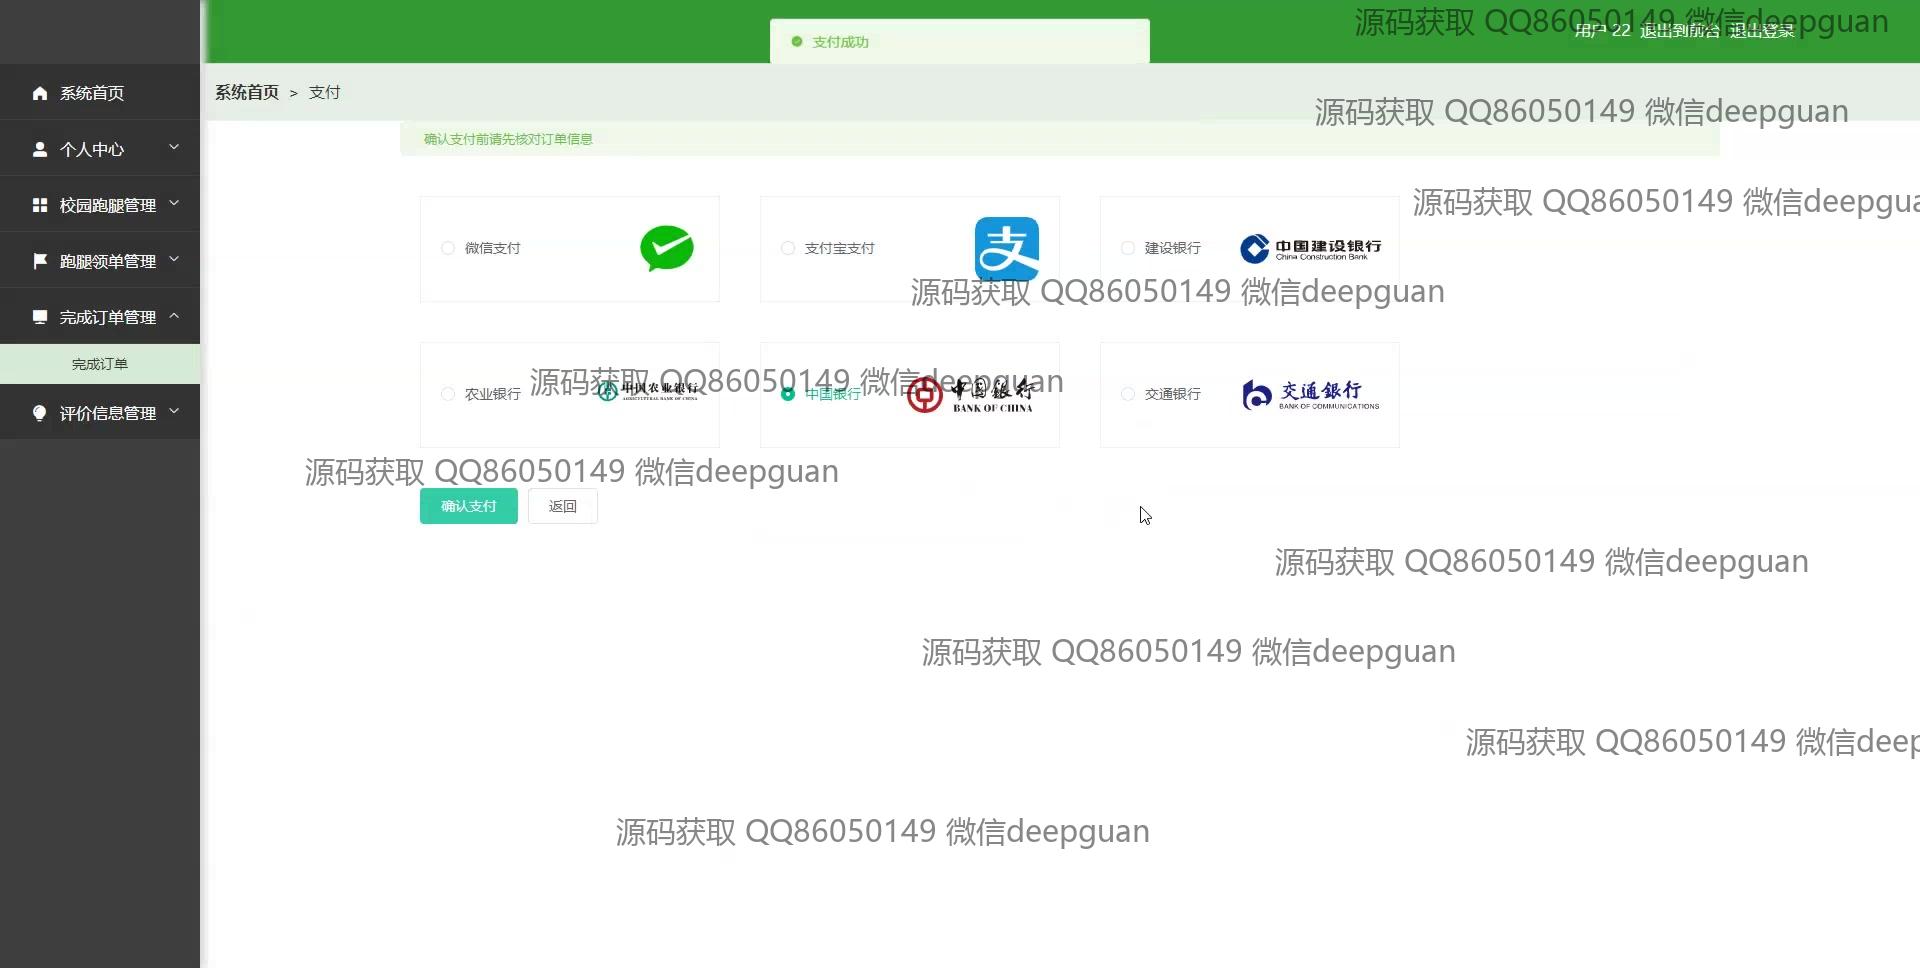 支付成功
源码获取 QQ86050149 微信deepguan
用户 22 退出到前台 退出登录
系统首页
系统首页 > 支付
源码获取 QQ86050149 微信deepguan
确认支付前请先核对订单信息
个人中心
校园跑腿管理
源码获取 QQ86050149 微信deepgua
微信支付
支付宝支付
支
建设银行
中国建设银行
China Construction Bank
跑腿领单管理
源码获取 QQ86050149 微信deepguan
完成订单管理
完成订单
农业银行
中国农业银行
AGRICULTURAL BANK OF CHINA
源码获取 QQ86050149 微信deepguan
中国银行
中国银行
BANK OF CHINA
交通银行
交通银行
BANK OF COMMUNICATIONS
评价信息管理
源码获取 QQ86050149 微信deepguan
确认支付
返回
源码获取 QQ86050149 微信deepguan
源码获取 QQ86050149 微信deepguan
源码获取 QQ86050149 微信deep
源码获取 QQ86050149 微信deepguan